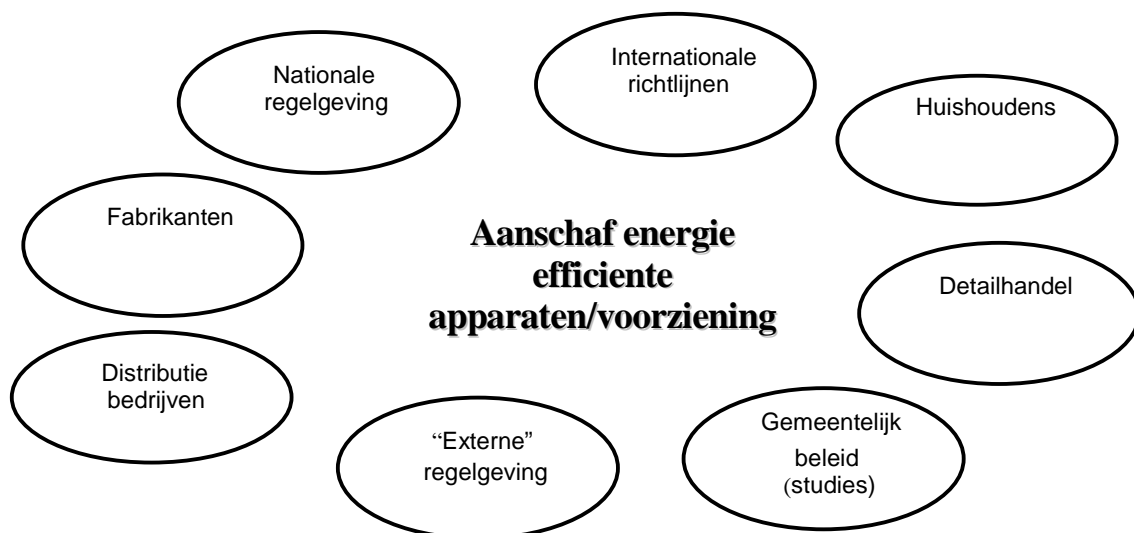 Nationale
regelgeving
Internationale
richtlijnen
Huishoudens
Fabrikanten
Aanschaf energie
efficiente
apparaten/voorziening
Detailhandel
Distributie
bedrijven
“Externe”
regelgeving
Gemeentelijk
beleid
(studies)